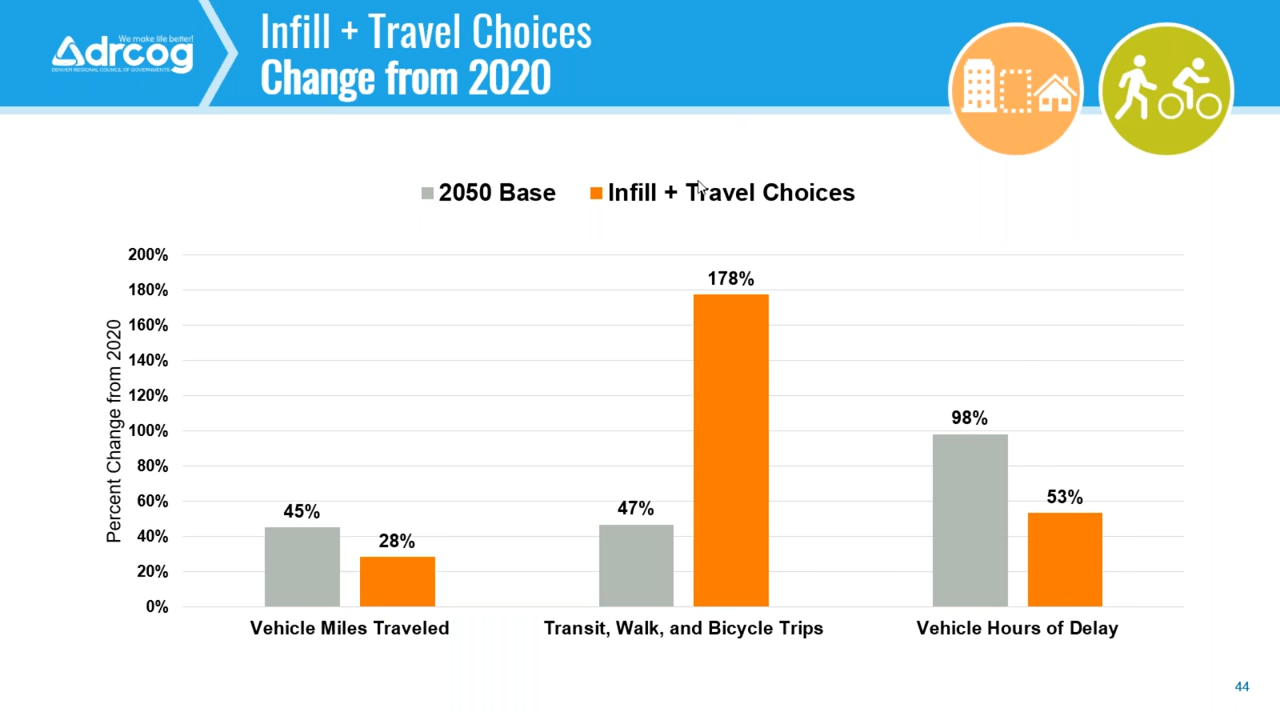 We make life better!
drcog
DENVER REGIONAL COUNCIL OF GOVERNMENTS
Infill + Travel Choices
Change from 2020
2050 Base
Infill + Travel Choices
Percent Change from 2020
200%
180%
160%
140%
120%
100%
80%
60%
40%
20%
0%
45%
28%
47%
178%
98%
53%
Vehicle Miles Traveled
Transit, Walk, and Bicycle Trips
Vehicle Hours of Delay
44